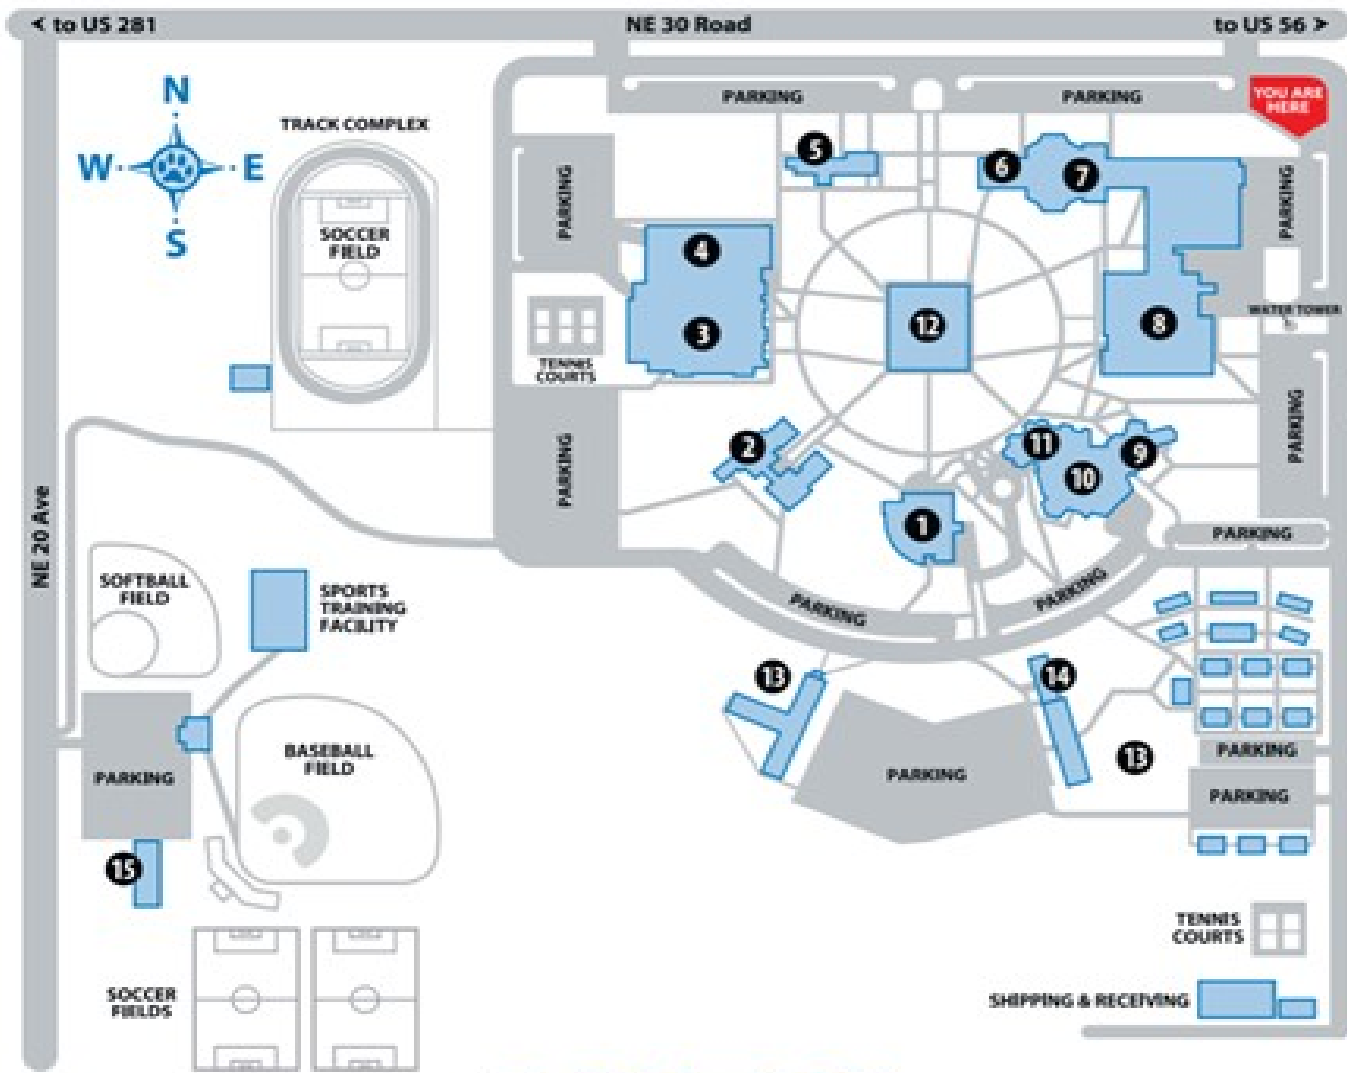 < to US 281
NE 30 Road
to US 56 >
N
W
E
S
TRACK COMPLEX
SOCCER
FIELD
PARKING
PARKING
YOU ARE
HERE
PARKING
PARKING
5
6
7
4
3
12
8
WATER TOWER
TENNIS
COURTS
PARKING
PARKING
2
11
9
10
1
PARKING
NE 20 Ave
SOFTBALL
FIELD
SPORTS
TRAINING
FACILITY
PARKING
PARKING
13
14
13
PARKING
PARKING
PARKING
BASEBALL
FIELD
PARKING
15
TENNIS
COURTS
SOCCER
FIELDS
SHIPPING & RECEIVING